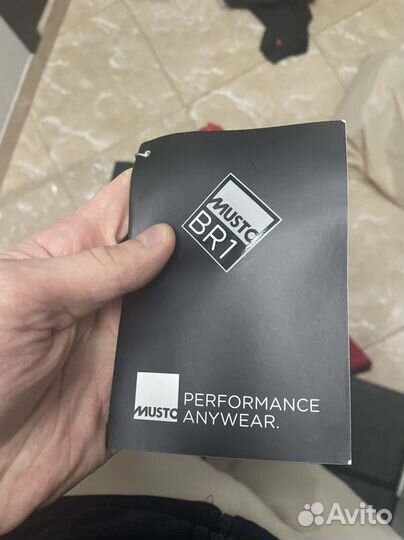 MUSTO
BR1
MUSTO
PERFORMANCE
ANYWEAR.
Avito